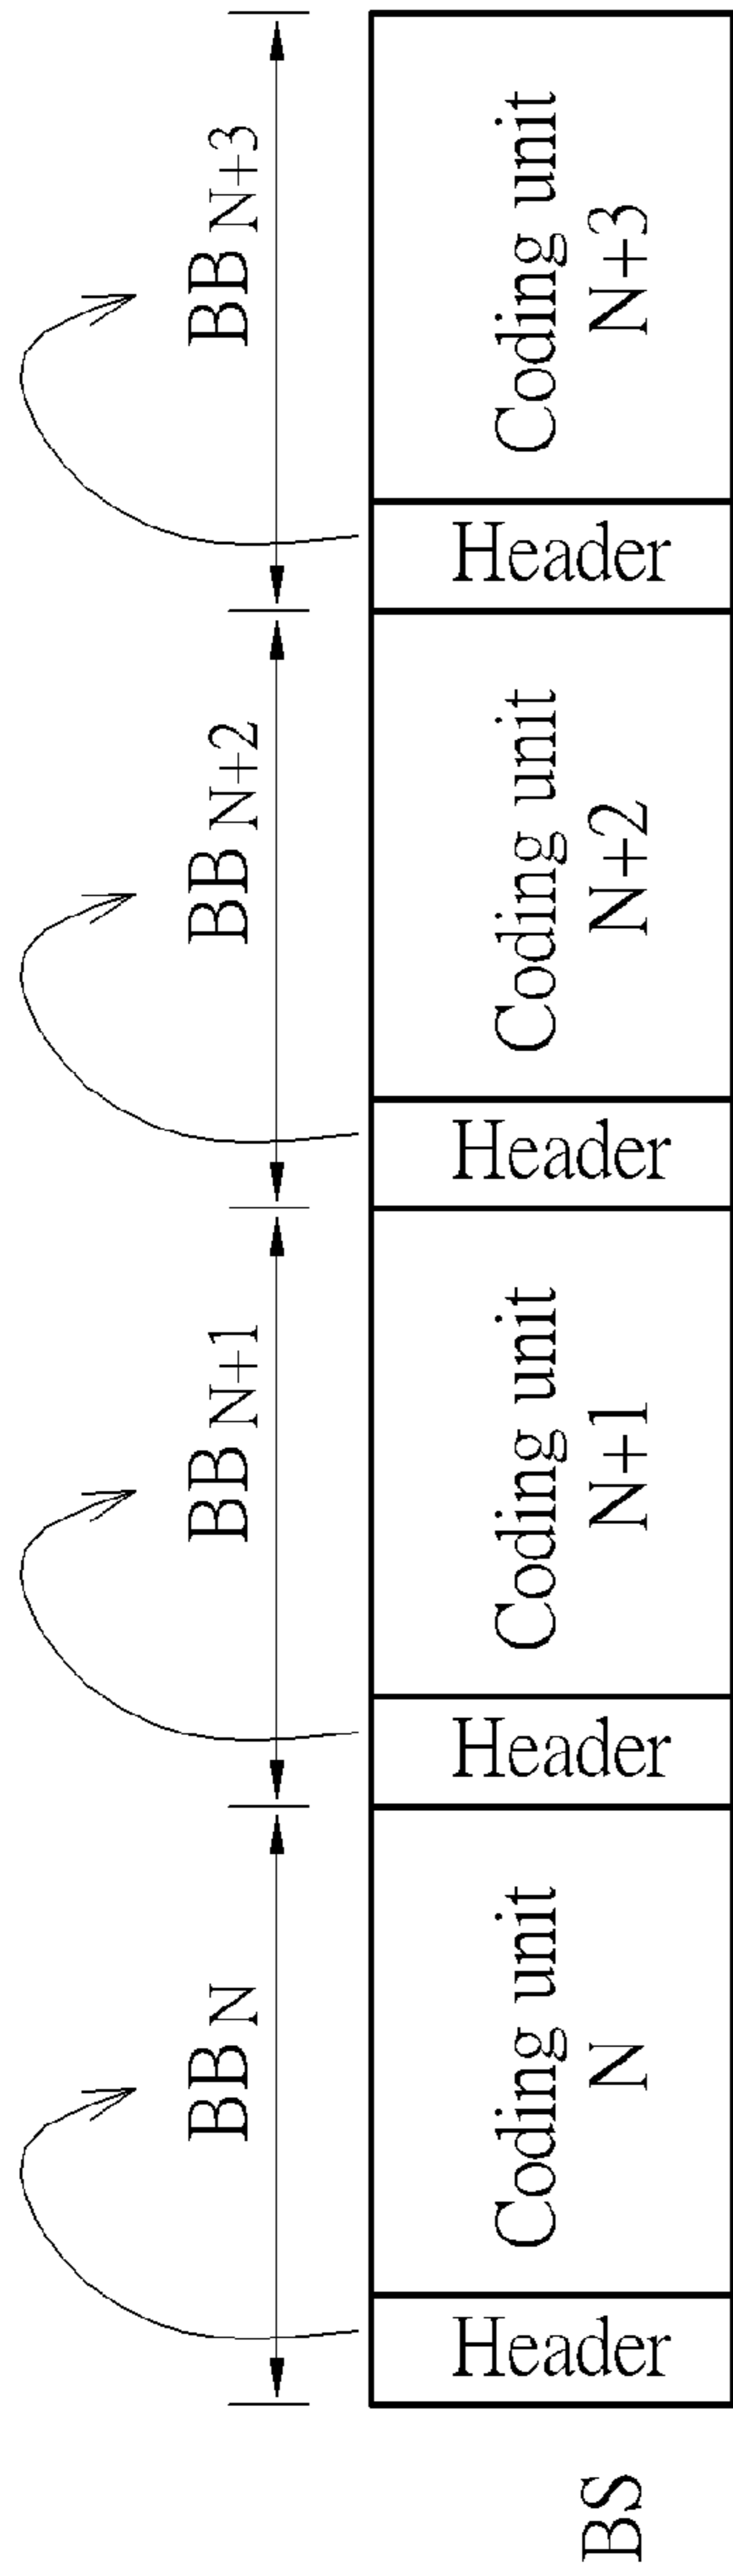 BB N
BB N+1
BB N+2
BB N+3
BS
Header
Coding unit
N
Header
Coding unit
N+1
Header
Coding unit
N+2
Header
Coding unit
N+3